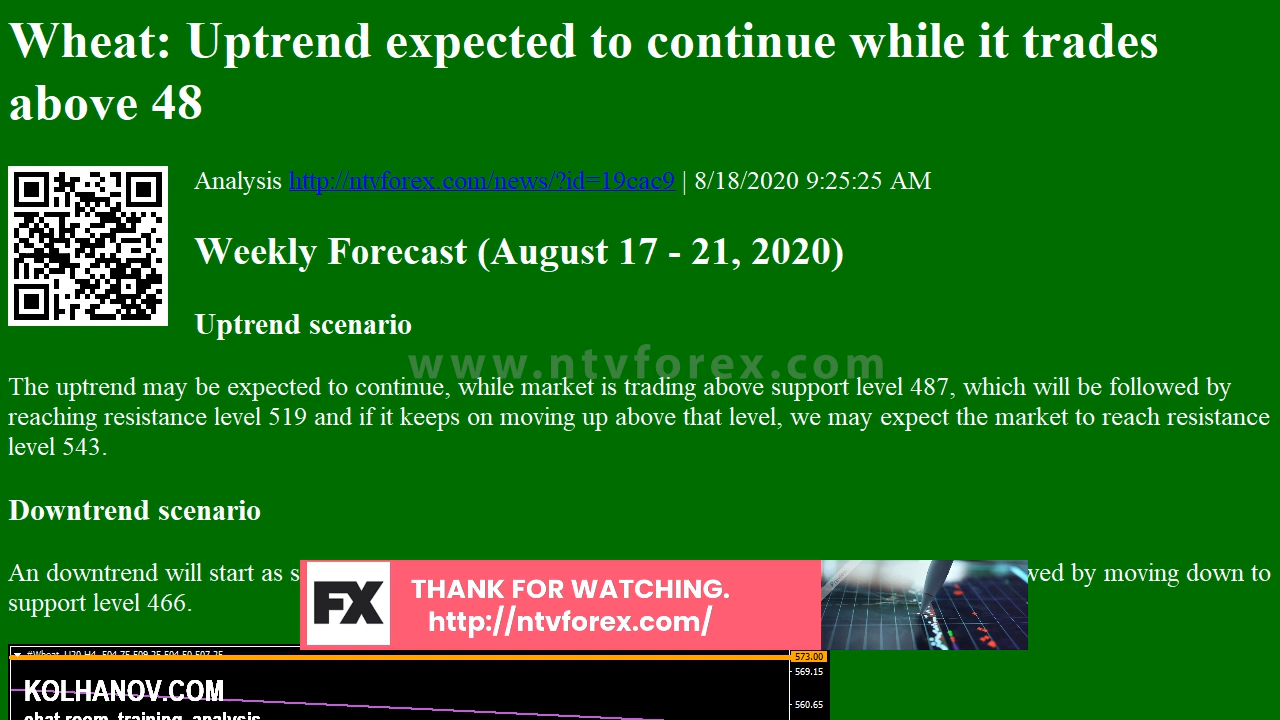 Wheat: Uptrend expected to continue while it trades
above 48
Analysis http://ntvforex.com/news/?id=19cac9 | 8/18/2020 9:25:25 AM
Weekly Forecast (August 17 - 21, 2020)
Uptrend scenario
www.ntvforex.com
The uptrend may be expected to continue, while market is trading above support level 487, which will be followed by
reaching resistance level 519 and if it keeps on moving up above that level, we may expect the market to reach resistance
level 543.
Downtrend scenario
An downtrend will start as by moving down to
support level 466.
FX
THANK FOR WATCHING.
http://ntvforex.com/
573.00
569.15
KOLHANOV.COM
560.65
chat room, training, analysis